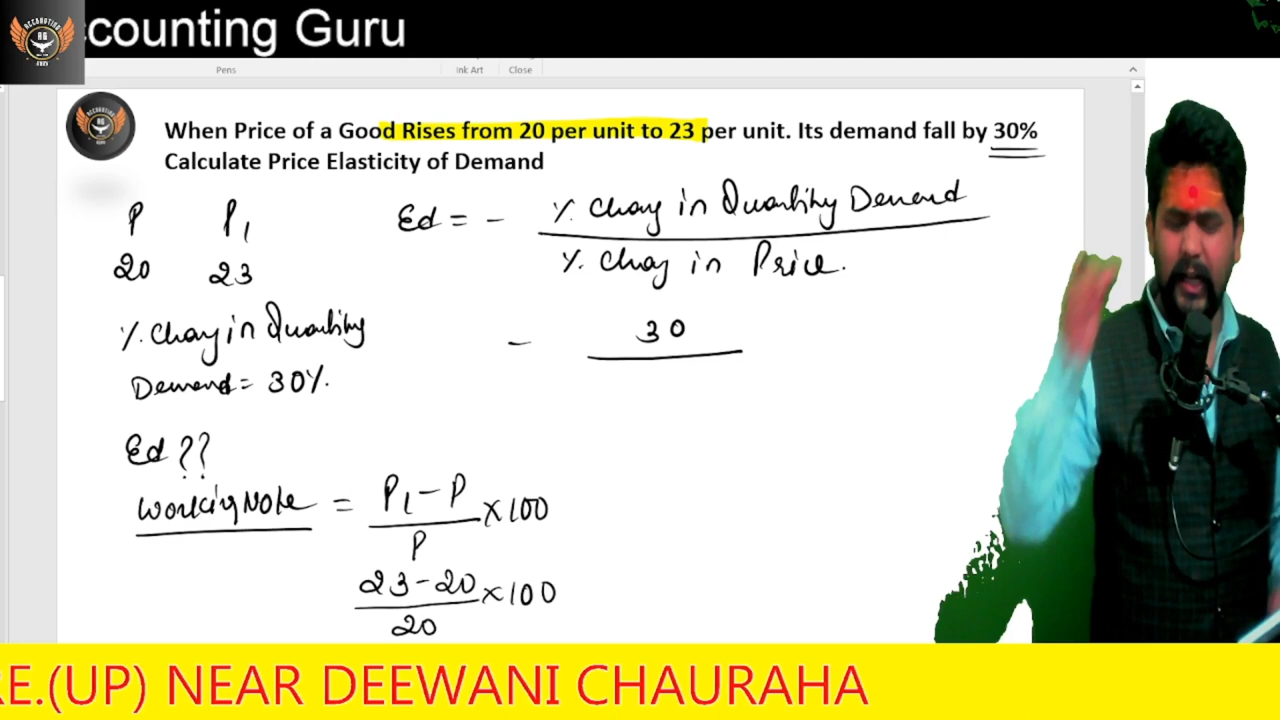 counting Guru
Pens
Ink Art
Close
When Price of a Good Rises from 20 per unit to 23 per unit. Its demand fall by 30%
Calculate Price Elasticity of Demand
P P1
20 23
Ed = - % Chang in Quantity Demand
% Chang in Price.
% Chang in Quantity
Demand = 30%.
- 30
Ed ??
Working Note = P1 - P × 100
P
23 - 20 × 100
20
RE.(UP) NEAR DEEWANI CHAURAHA